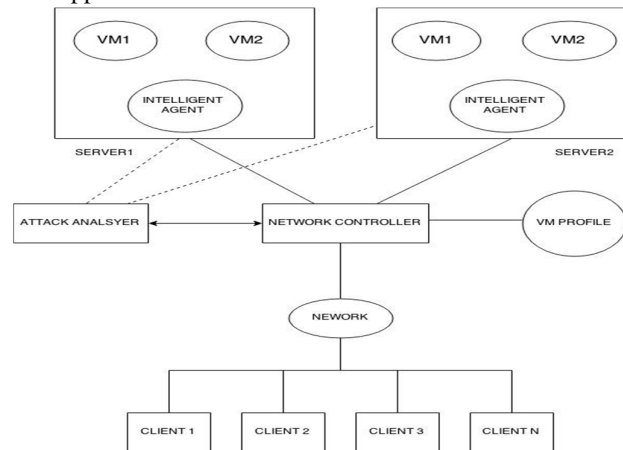 VM1
VM2
INTELLIGENT
AGENT
SERVER1
VM1
VM2
INTELLIGENT
AGENT
SERVER2
ATTACK ANALSYER
NETWORK CONTROLLER
VM PROFILE
NEWORK
CLIENT 1
CLIENT 2
CLIENT 3
CLIENT N